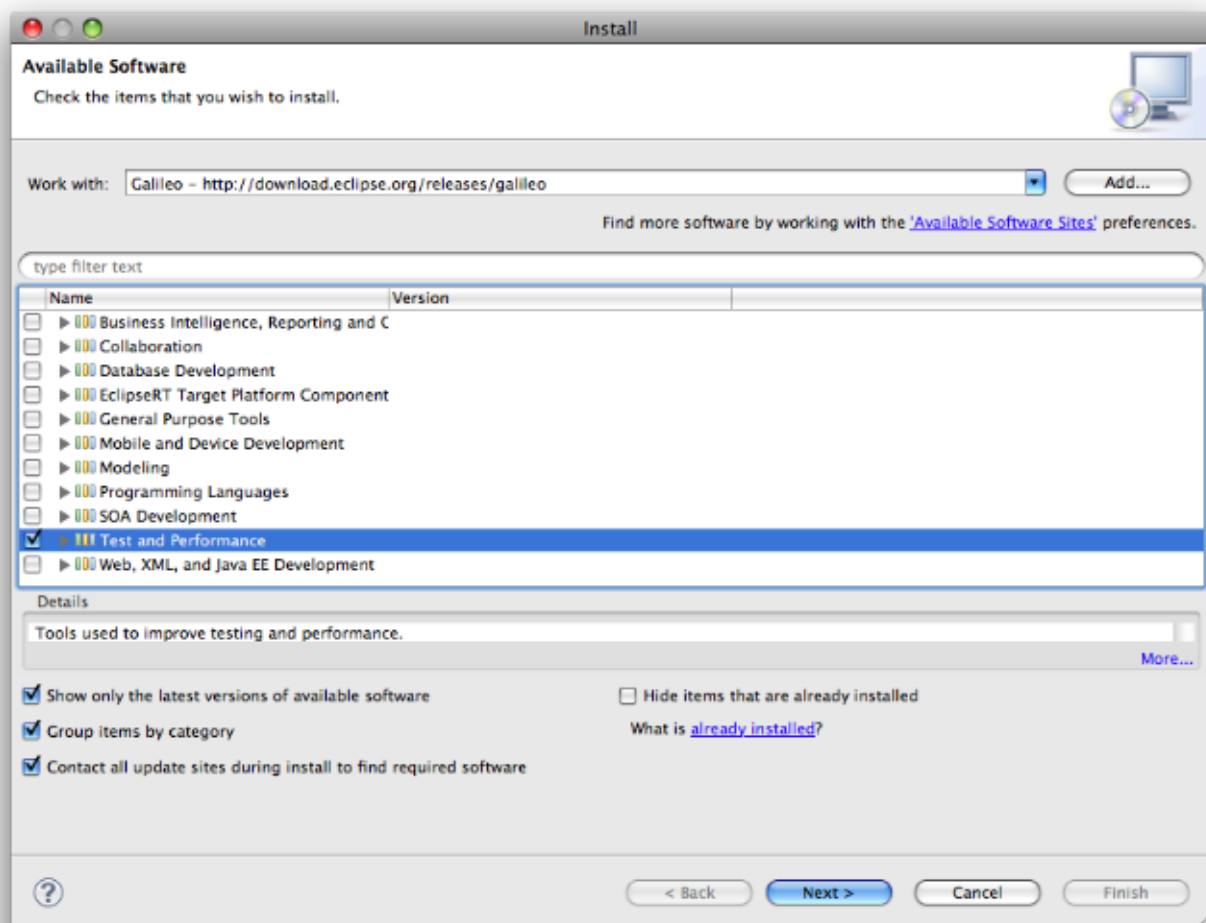 Install
Available Software
Check the items that you wish to install.
Work with: Galileo – http://download.eclipse.org/releases/galileo Add...
Find more software by working with the 'Available Software Sites' preferences.
type filter text
Name Version
Business Intelligence, Reporting and C
Collaboration
Database Development
EclipseRT Target Platform Component
General Purpose Tools
Mobile and Device Development
Modeling
Programming Languages
SOA Development
Test and Performance
Web, XML, and Java EE Development
Details
Tools used to improve testing and performance.
More...
Show only the latest versions of available software Hide items that are already installed
Group items by category What is already installed?
Contact all update sites during install to find required software
? < Back Next > Cancel Finish